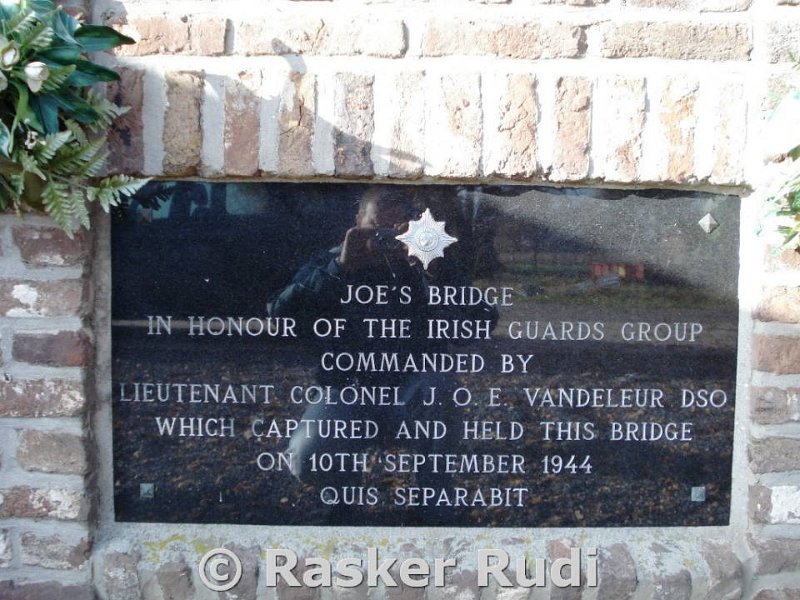 JOE'S BRIDGE
IN HONOUR OF THE IRISH GUARDS GROUP
COMMANDED BY
LIEUTENANT COLONEL J. O. E. VANDELEUR DSO
WHICH CAPTURED AND HELD THIS BRIDGE
ON 10TH SEPTEMBER 1944
QUIS SEPARABIT
© Rasker Rudi